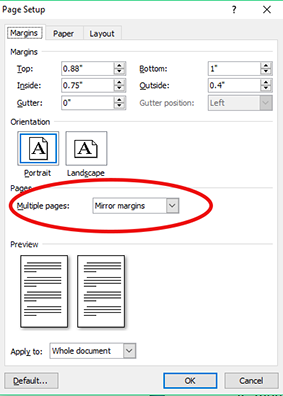 Page Setup
Margins Paper Layout
Margins
Top: 0.88" Bottom: 1"
Inside: 0.75" Outside: 0.4"
Gutter: 0" Gutter position: Left
Orientation
A A
Portrait Landscape
Pages
Multiple pages: Mirror margins
Preview
Apply to: Whole document
Default... OK Cancel